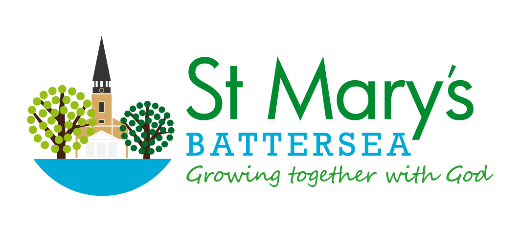 St Mary's
BATTERSEA
Growing together with God